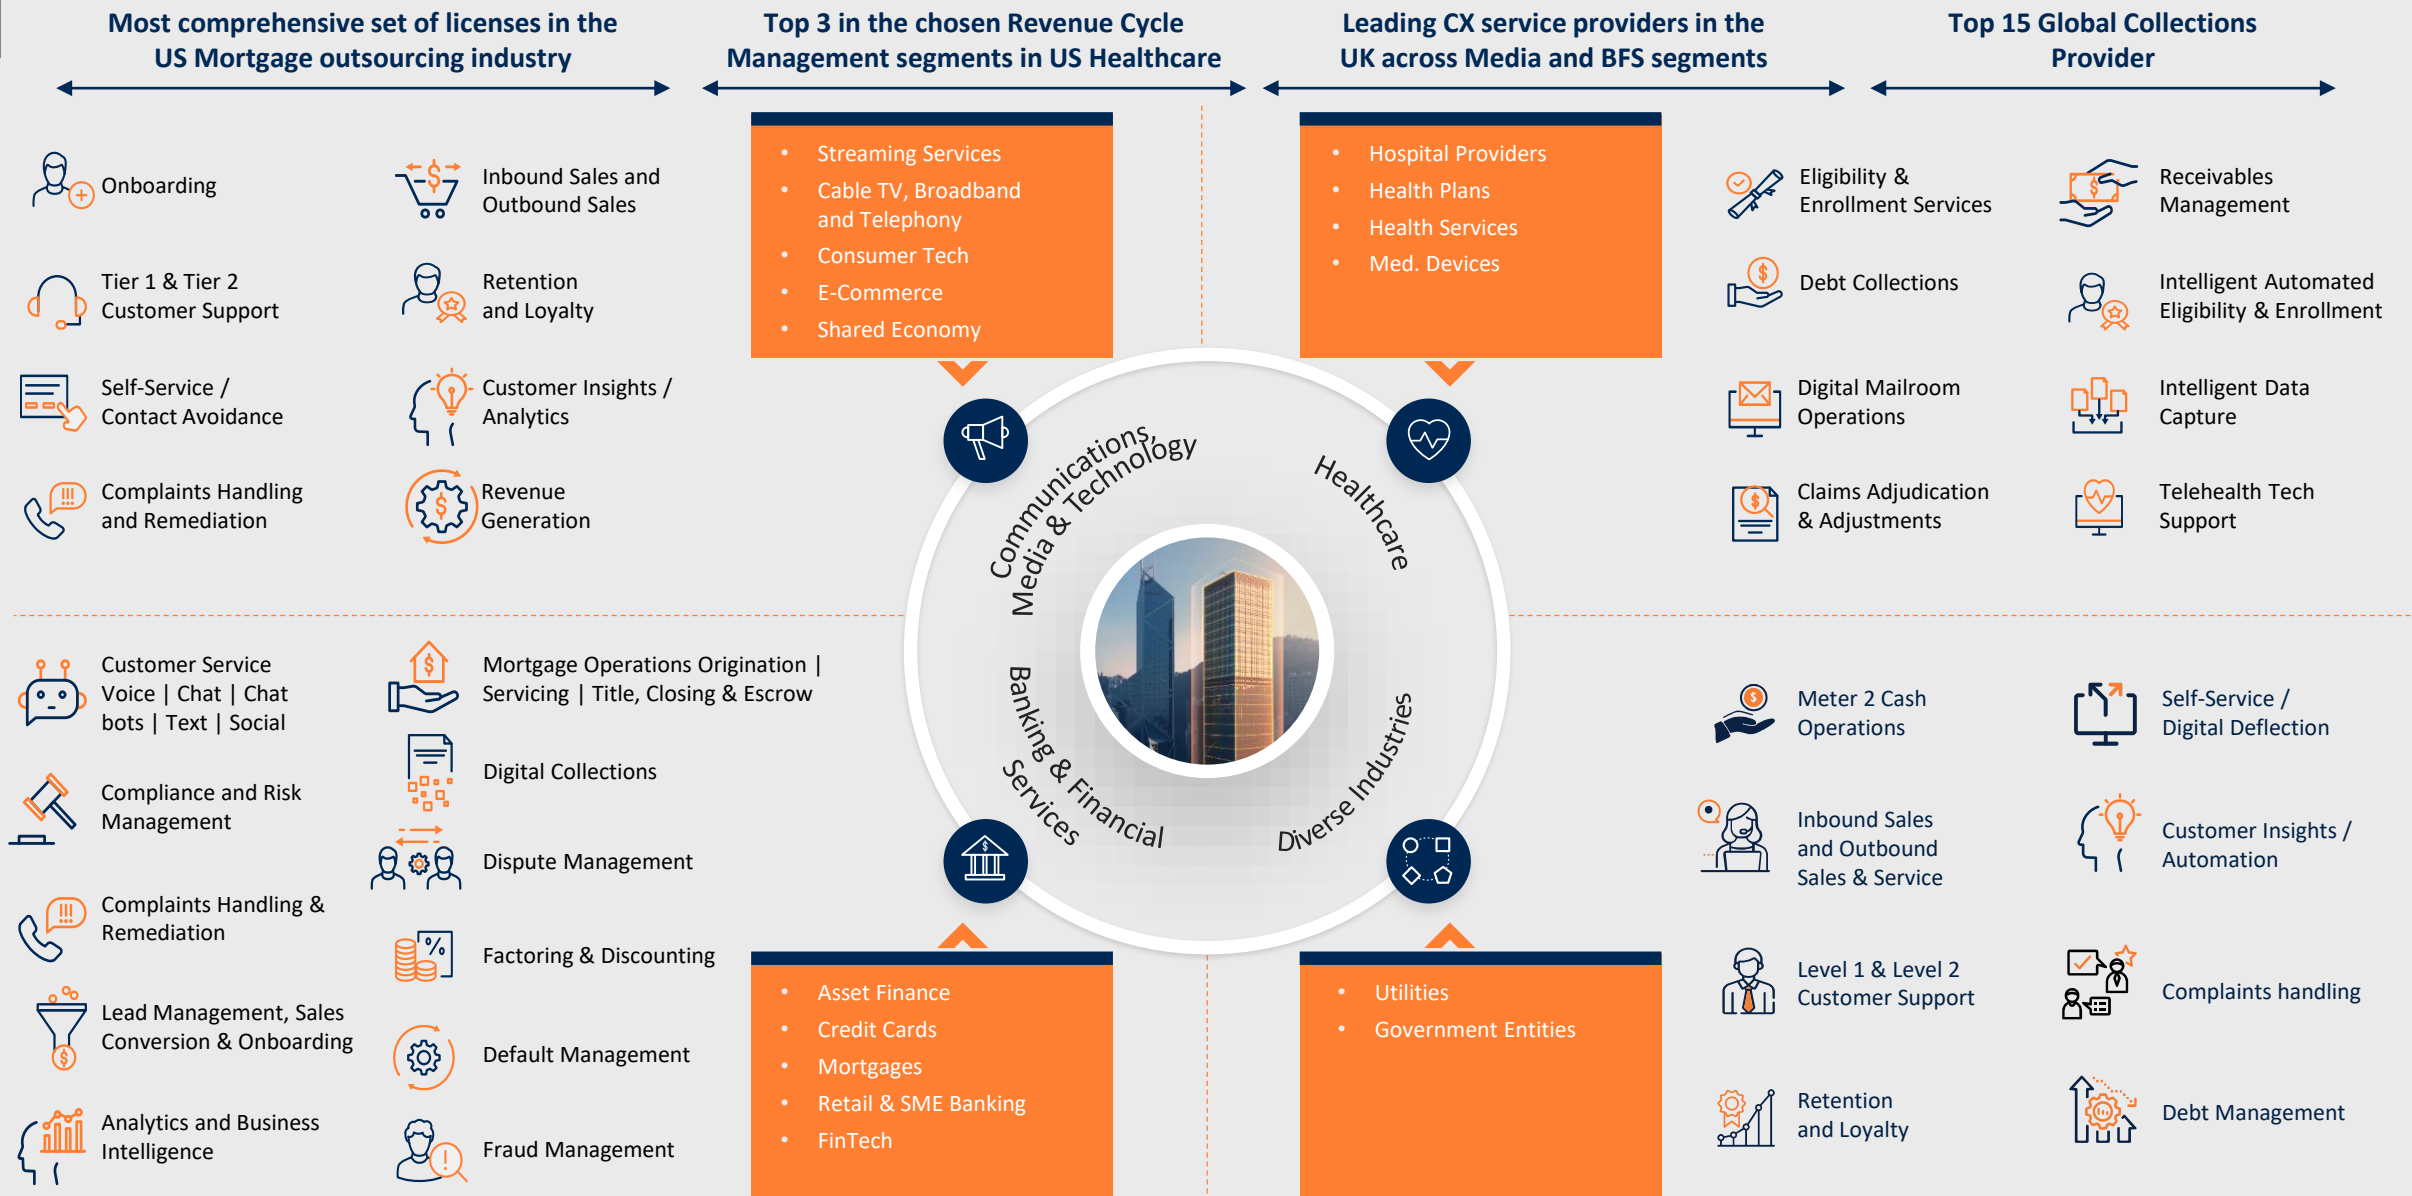 Most comprehensive set of licenses in the
US Mortgage outsourcing industry
Top 3 in the chosen Revenue Cycle
Management segments in US Healthcare
Leading CX service providers in the
UK across Media and BFS segments
Top 15 Global Collections
Provider
Onboarding
Inbound Sales and
Outbound Sales
Tier 1 & Tier 2
Customer Support
Retention
and Loyalty
Self-Service /
Contact Avoidance
Customer Insights /
Analytics
Complaints Handling
and Remediation
Revenue
Generation
• Streaming Services
• Cable TV, Broadband
and Telephony
• Consumer Tech
• E-Commerce
• Shared Economy
• Hospital Providers
• Health Plans
• Health Services
• Med. Devices
Eligibility &
Enrollment Services
Receivables
Management
Debt Collections
Intelligent Automated
Eligibility & Enrollment
Digital Mailroom
Operations
Intelligent Data
Capture
Claims Adjudication
& Adjustments
Telehealth Tech
Support
Communications,
Media & Technology
Healthcare
Banking & Financial
Services
Diverse Industries
Customer Service
Voice | Chat | Chat
bots | Text | Social
Mortgage Operations Origination |
Servicing | Title, Closing & Escrow
Compliance and Risk
Management
Digital Collections
Dispute Management
Complaints Handling &
Remediation
Factoring & Discounting
Lead Management, Sales
Conversion & Onboarding
Default Management
Analytics and Business
Intelligence
Fraud Management
• Asset Finance
• Credit Cards
• Mortgages
• Retail & SME Banking
• FinTech
• Utilities
• Government Entities
Meter 2 Cash
Operations
Self-Service /
Digital Deflection
Inbound Sales
and Outbound
Sales & Service
Customer Insights /
Automation
Level 1 & Level 2
Customer Support
Complaints handling
Retention
and Loyalty
Debt Management